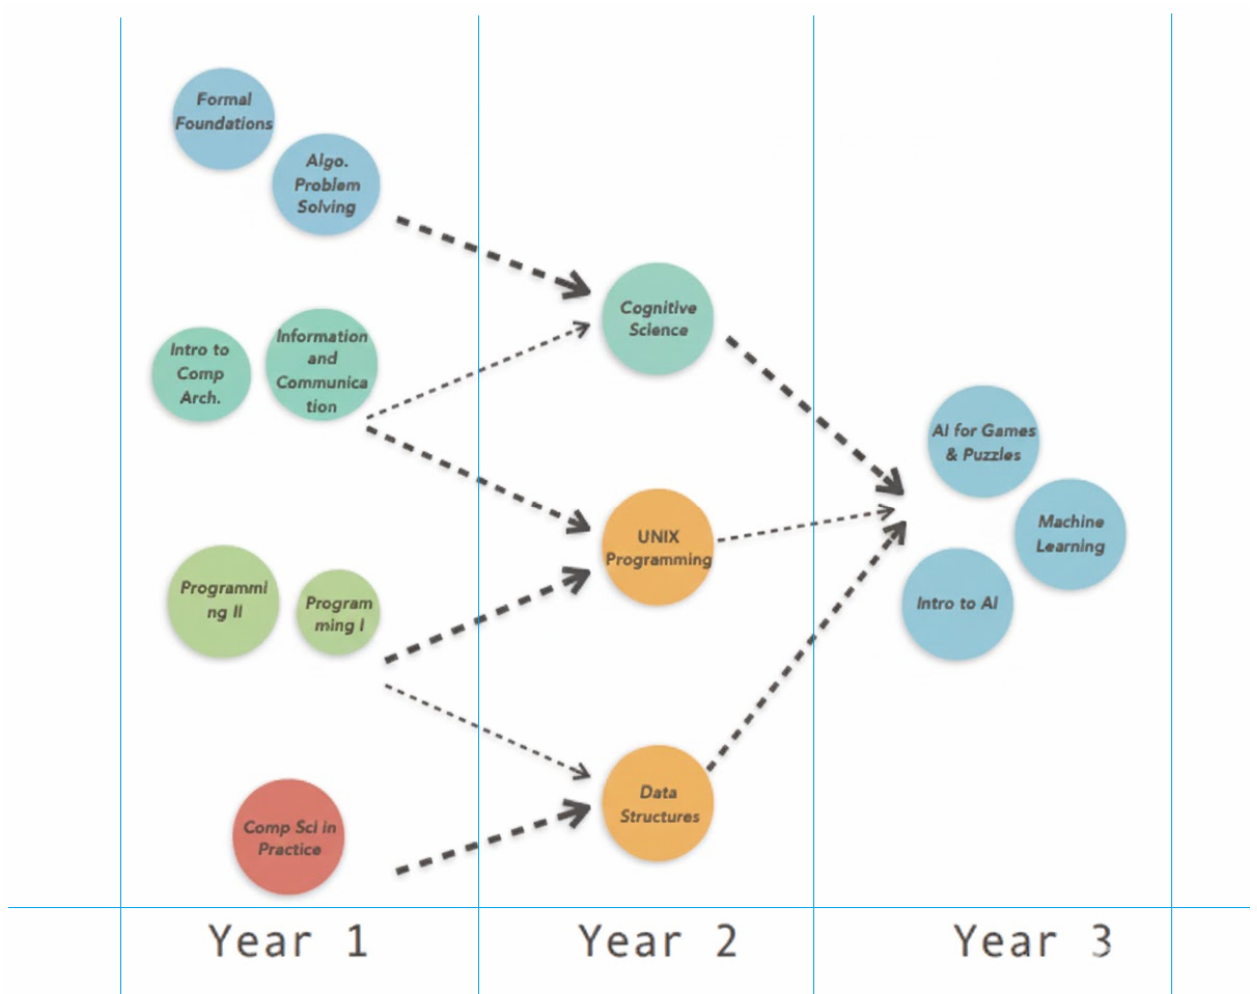 Formal
Foundations
Algo.
Problem
Solving
Intro to
Comp
Arch.
Information
and
Communica
tion
Programmi
ng II
Program
ming I
Comp Sci in
Practice
Cognitive
Science
UNIX
Programming
Data
Structures
AI for Games
& Puzzles
Machine
Learning
Intro to AI
Year 1
Year 2
Year 3